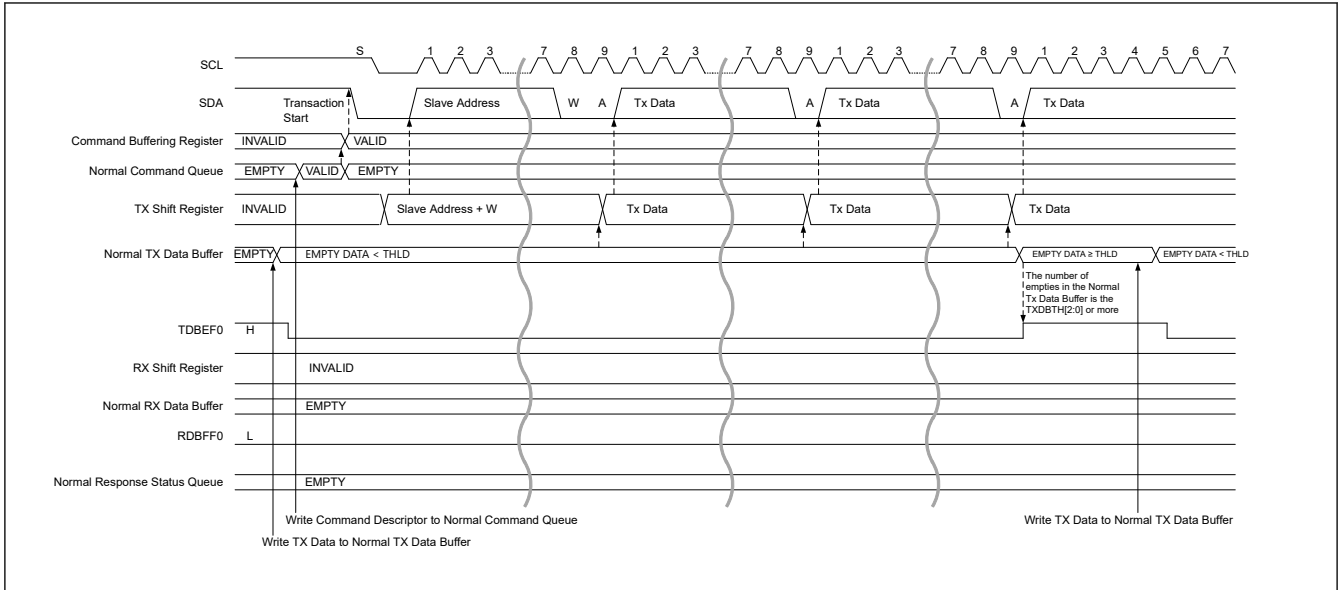 S 1 2 3 7 8 9 1 2 3 7 8 9 1 2 3 7 8 9 1 2 3 4 5 6 7
SCL
SDA Transaction Start Slave Address W A Tx Data A Tx Data A Tx Data
Command Buffering Register INVALID VALID
Normal Command Queue EMPTY VALID EMPTY
TX Shift Register INVALID Slave Address + W Tx Data Tx Data Tx Data
Normal TX Data Buffer EMPTY EMPTY DATA < THLD EMPTY DATA ≥ THLD EMPTY DATA < THLD
The number of
empties in the Normal
Tx Data Buffer is the
TXDBTH[2:0] or more
TDBEF0 H
RX Shift Register INVALID
Normal RX Data Buffer EMPTY
RDBFF0 L
Normal Response Status Queue EMPTY
Write Command Descriptor to Normal Command Queue Write TX Data to Normal TX Data Buffer
Write TX Data to Normal TX Data Buffer